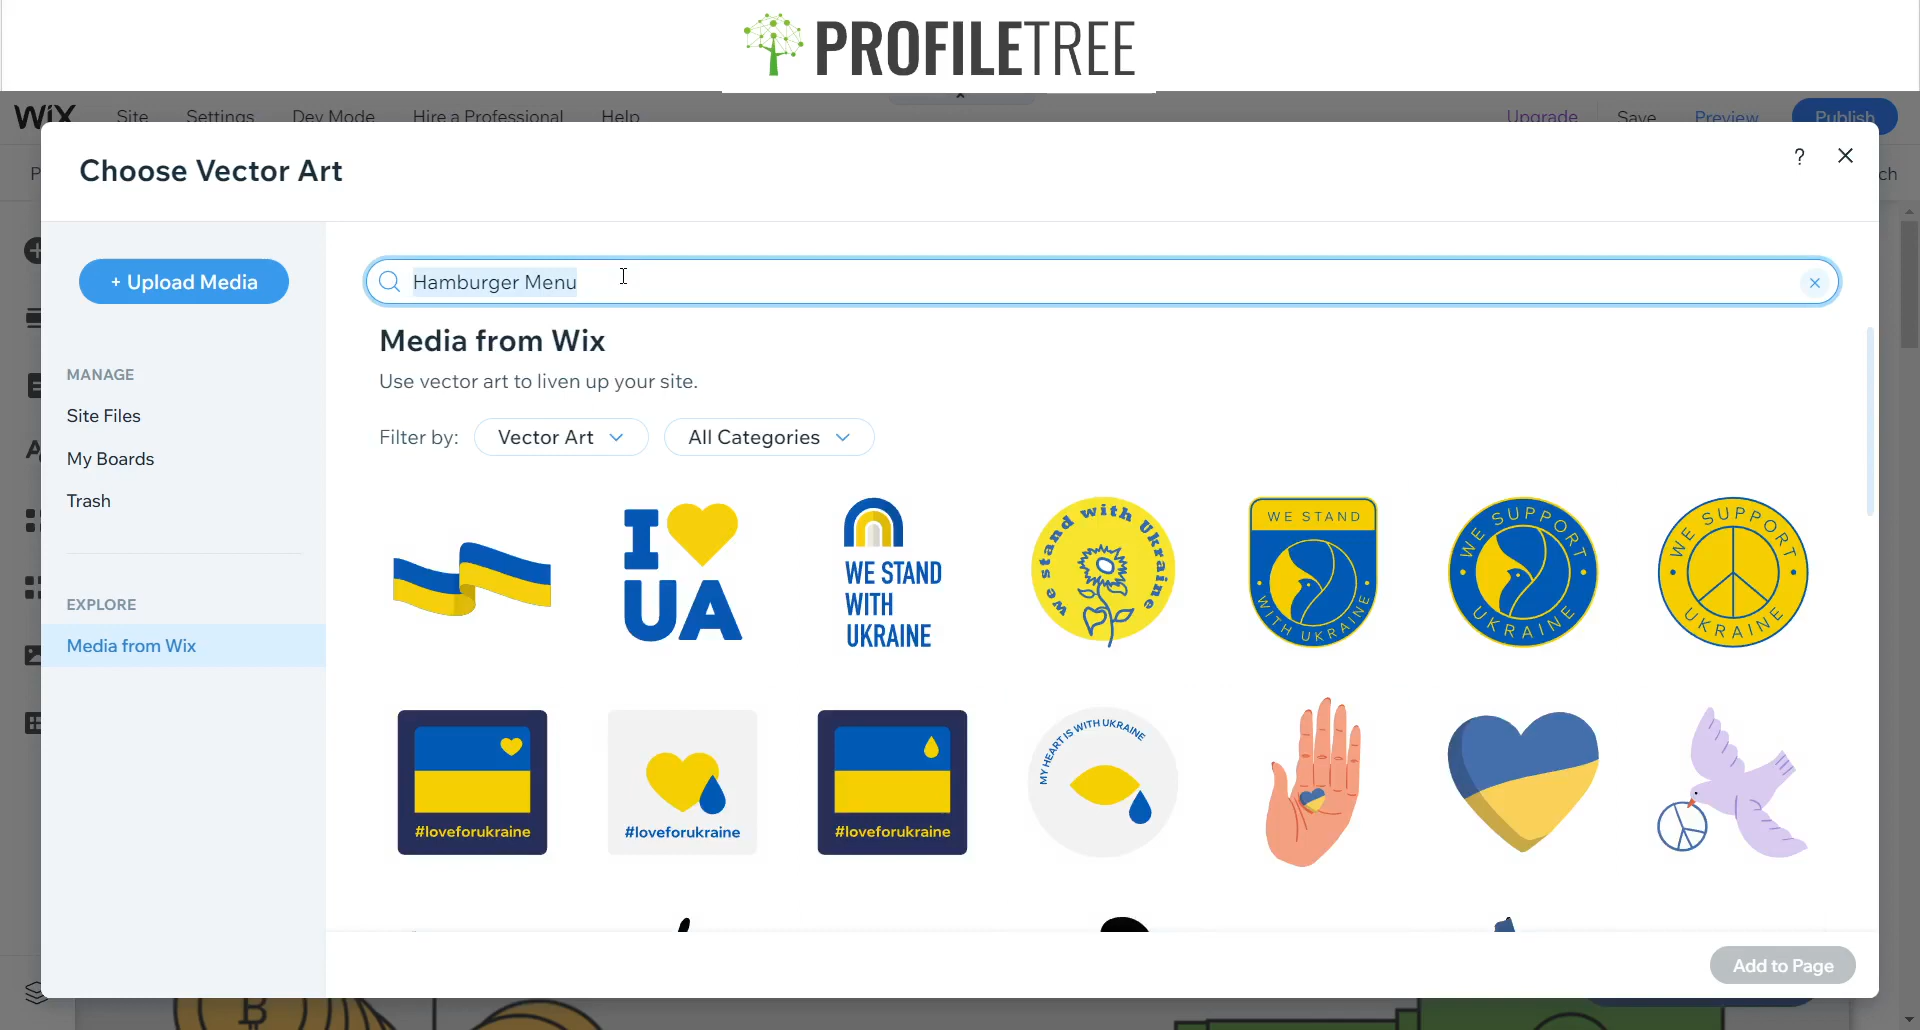 PROFILETREE
WiX Site Settings Dev Mode Hire a Professional Help Upgrade Save Preview Publish
Choose Vector Art
?
+ Upload Media
Hamburger Menu
Media from Wix
Use vector art to liven up your site.
MANAGE
Site Files
My Boards
Trash
Filter by: Vector Art All Categories
I
UA
WE STAND
WITH
UKRAINE
we stand with Ukraine
WE STAND
WITH UKRAINE
WE SUPPORT
UKRAINE
WE SUPPORT
UKRAINE
EXPLORE
Media from Wix
#loveforukraine
#loveforukraine
#loveforukraine
MY HEART IS WITH UKRAINE
Add to Page